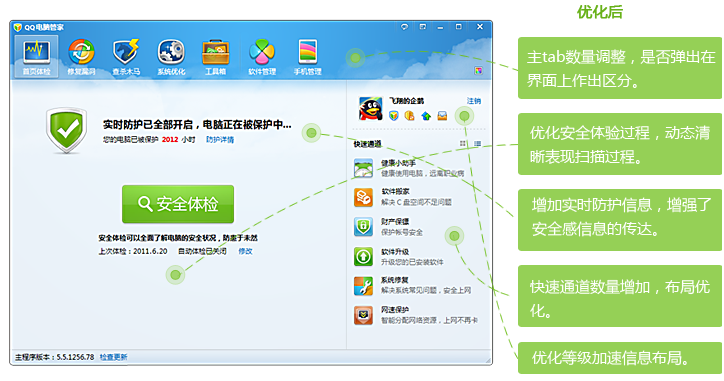 优化后
QQ电脑管家
首页体检
修复漏洞
查杀木马
系统优化
工具箱
软件管理
手机管理
实时防护已全部开启，电脑正在被保护中...
您的电脑已被保护 2012 小时 防护详情
安全体检
安全体检可以全面了解电脑的安全状况，防患于未然
上次体检：2011.6.20 自动体检已关闭 修改
飞翔的企鹅 注销
快速通道
健康小助手
健康使用电脑，远离职业病
软件搬家
解决 C 盘空间不足问题
财产保镖
保护帐号安全
软件升级
升级您的已安装软件
系统修复
解决系统常见问题，安全上网
网速保护
智能分配网络资源，上网不再卡
主程序版本：5.5.1256.78 检查更新
主tab数量调整，是否弹出在
界面上作出区分。
优化安全体验过程，动态清
晰表现扫描过程。
增加实时防护信息，增强了
安全感信息的传达。
快速通道数量增加，布局优
化。
优化等级加速信息布局。